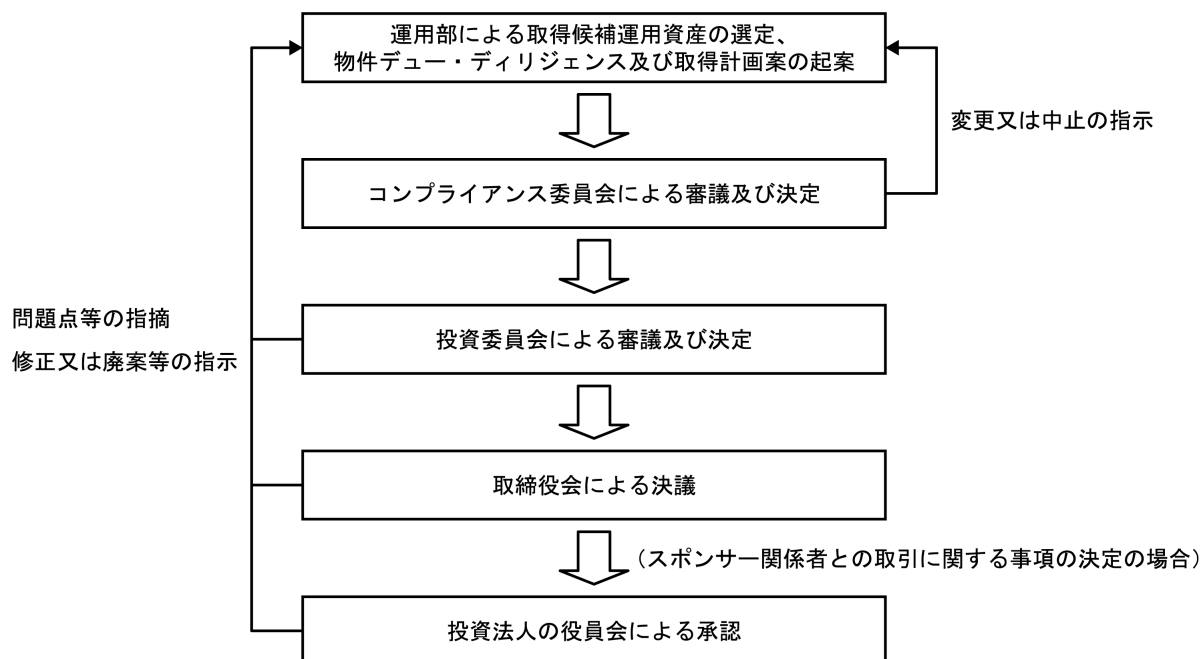 運用部による取得候補運用資産の選定、
物件デュー・ディリジェンス及び取得計画案の起案
変更又は中止の指示
コンプライアンス委員会による審議及び決定
問題点等の指摘
修正又は廃案等の指示
投資委員会による審議及び決定
取締役会による決議
(スポンサー関係者との取引に関する事項の決定の場合)
投資法人の役員会による承認